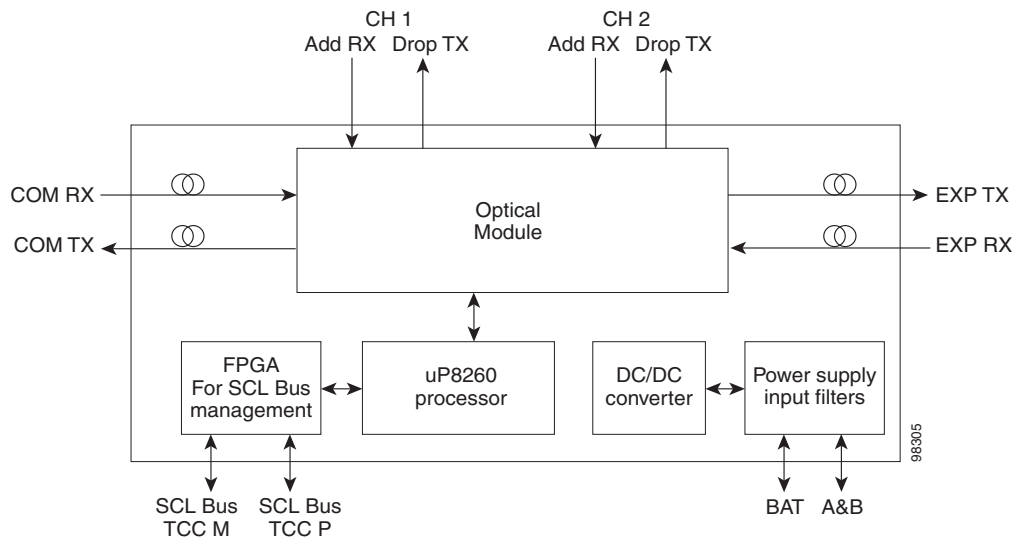 CH 1
CH 2
Add RX Drop TX
Add RX Drop TX
COM RX
COM TX
Optical
Module
EXP TX
EXP RX
FPGA
For SCL Bus
management
uP8260
processor
DC/DC
converter
Power supply
input filters
98305
SCL Bus
TCC M
SCL Bus
TCC P
BAT
A&B